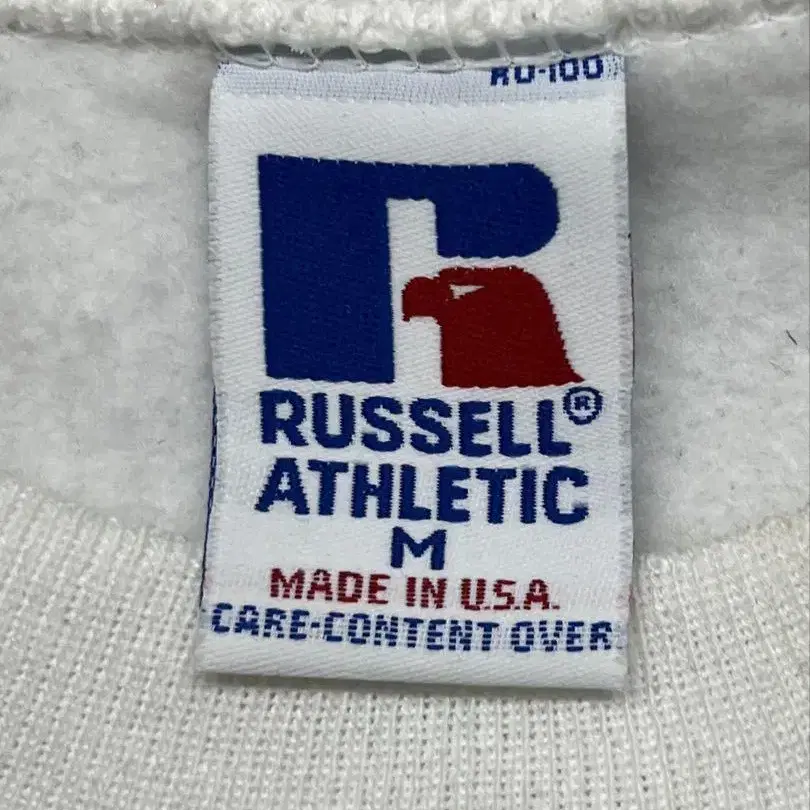 RU-100
RUSSELL®
ATHLETIC
M
MADE IN U.S.A.
CARE-CONTENT OVER